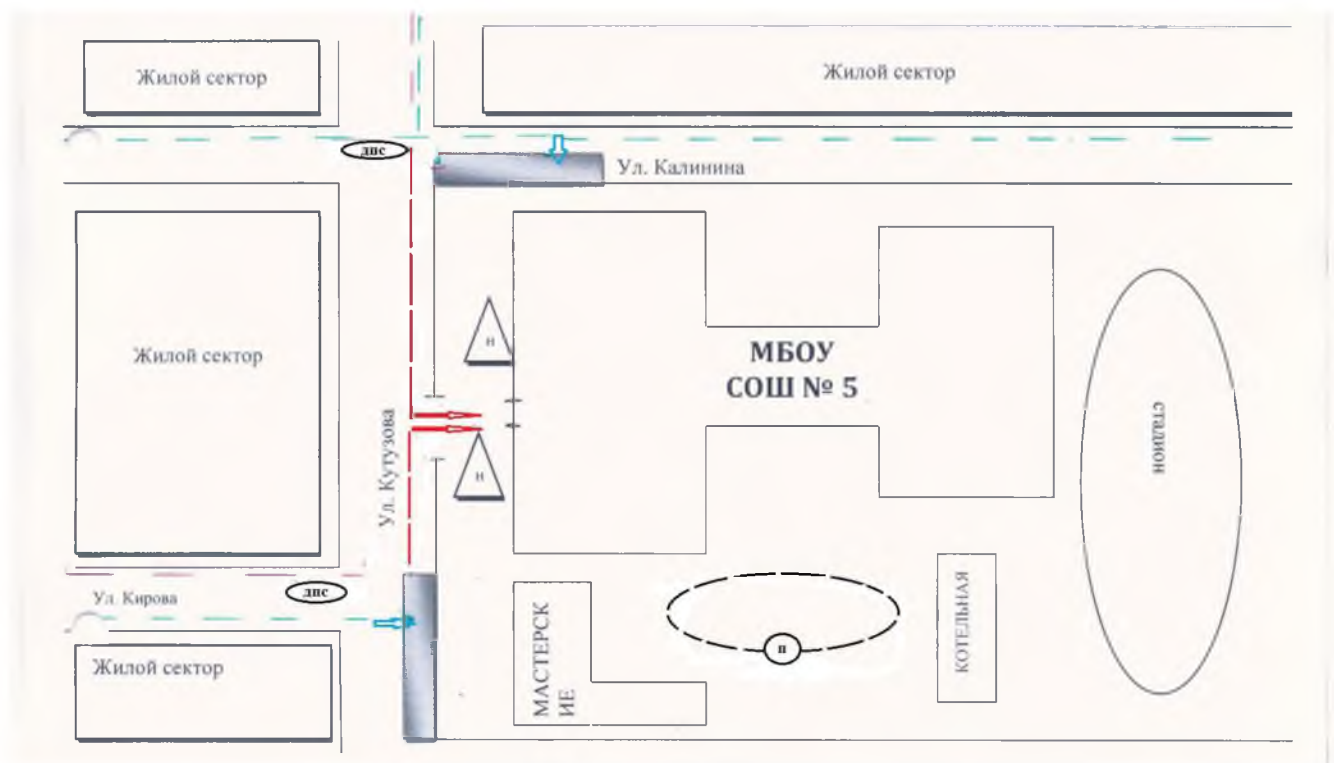 Жилой сектор
Жилой сектор
дпс
Ул. Калинина
Жилой сектор
н
МБОУ
СОШ № 5
стадион
Ул. Кутузова
н
Ул. Кирова
дпс
Жилой сектор
МАСТЕРСК
ИЕ
п
КОТЕЛЬНАЯ